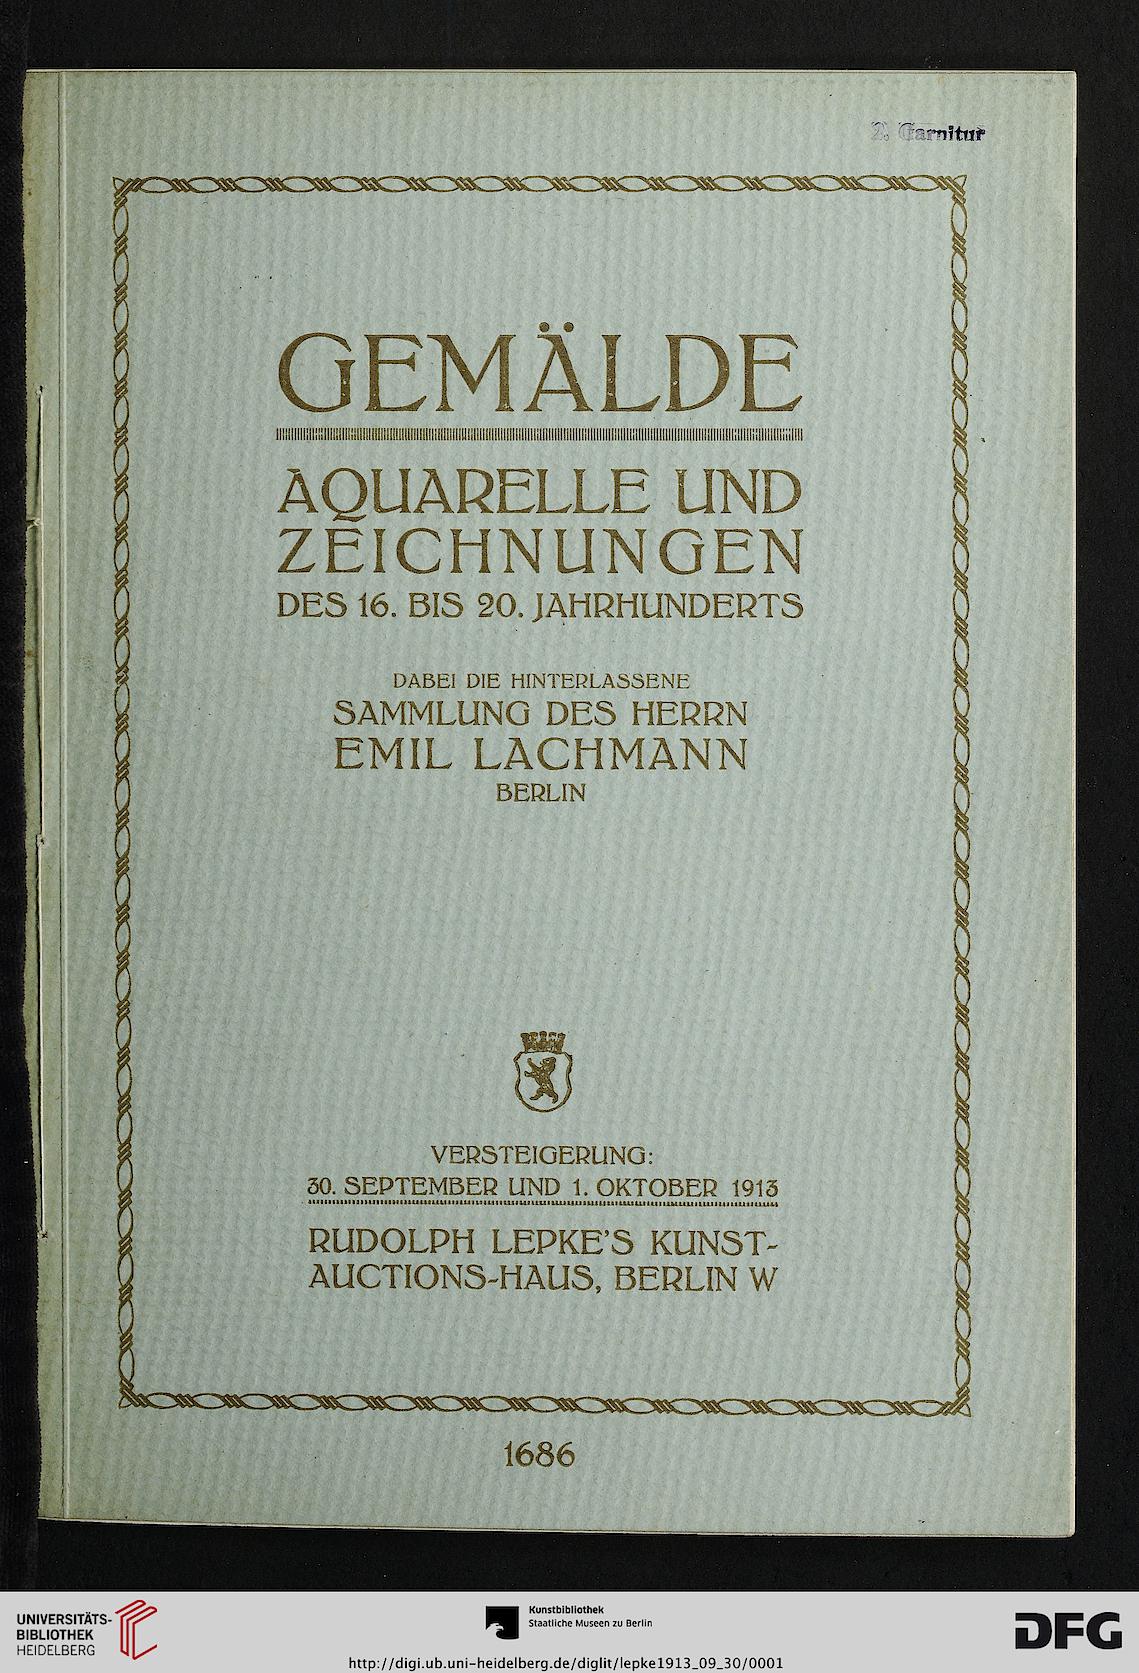 2. Garnitur
GEMÄLDE
AQUARELLE UND
ZEICHNUNGEN
DES 16. BIS 20. JAHRHUNDERTS
DABEI DIE HINTERLASSENE
SAMMLUNG DES HERRN
EMIL LACHMANN
BERLIN
VERSTEIGERUNG:
30. SEPTEMBER UND 1. OKTOBER 1913
RUDOLPH LEPKE'S KUNST-
AUCTIONS-HAUS, BERLIN W
1686
UNIVERSITÄTS-
BIBLIOTHEK
HEIDELBERG
Kunstbibliothek
Staatliche Museen zu Berlin
DFG
http://digi.ub.uni-heidelberg.de/diglit/lepke1913_09_30/0001